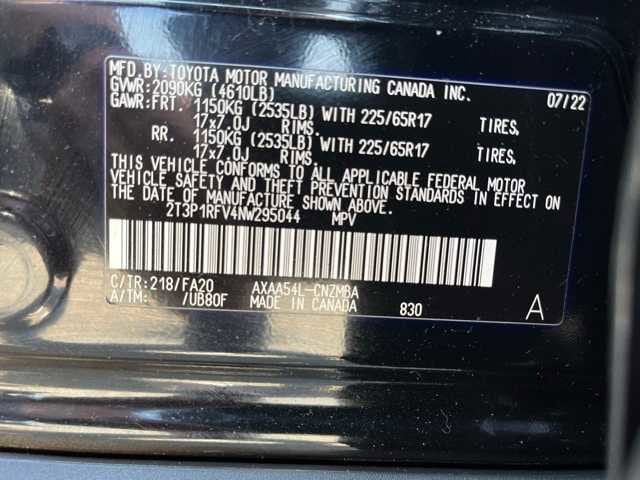 MFD.BY:TOYOTA MOTOR MANUFACTURING CANADA INC. 07/22
GVWR:2090KG (4610LB)
GAWR:FRT. 1150KG (2535LB) WITH 225/65R17 TIRES,
17x7.0J RIMS.
RR. 1150KG (2535LB) WITH 225/65R17 TIRES,
17x7.0J RIMS.
THIS VEHICLE CONFORMS TO ALL APPLICABLE FEDERAL MOTOR
VEHICLE SAFETY AND THEFT PREVENTION STANDARDS IN EFFECT ON
THE DATE OF MANUFACTURE SHOWN ABOVE.
2T3P1RFV4NW295044 MPV
C/TR:218/FA20 AXAA54L-CNZMBA
A/TM: /UB80F MADE IN CANADA 830 A